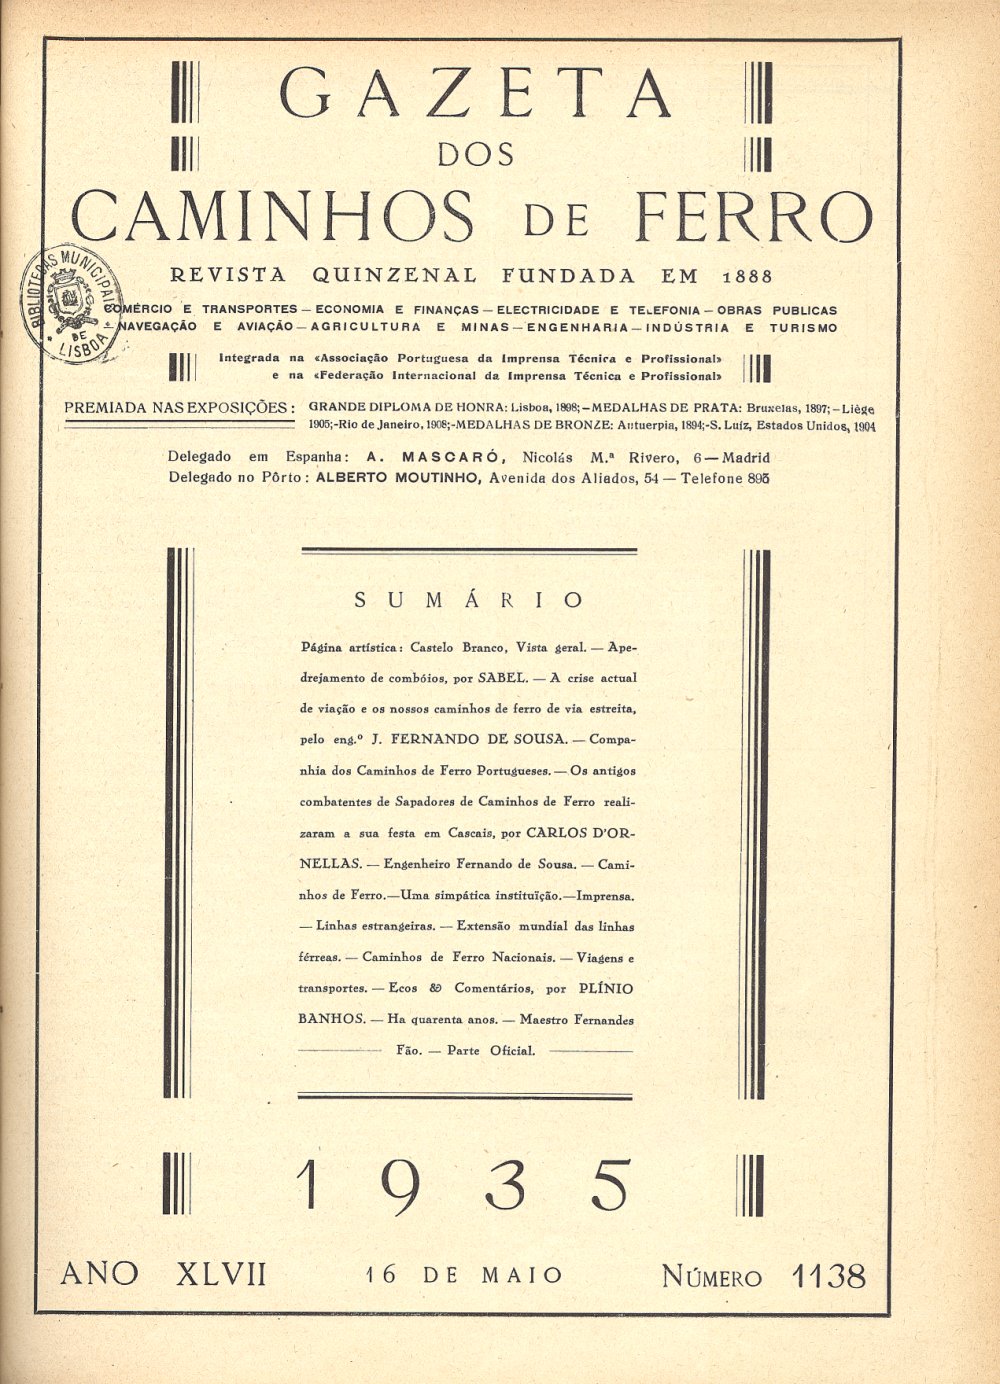 GAZETA
DOS
CAMINHOS DE FERRO
REVISTA QUINZENAL FUNDADA EM 1888
COMÉRCIO E TRANSPORTES — ECONOMIA E FINANÇAS — ELECTRICIDADE E TELEFONIA — OBRAS PUBLICAS
NAVEGAÇÃO E AVIAÇÃO — AGRICULTURA E MINAS — ENGENHARIA — INDÚSTRIA E TURISMO
BIBLIOTECAS MUNICIPAIS
DE
LISBOA
Integrada na «Associação Portuguesa da Imprensa Técnica e Profissional»
e na «Federação Internacional da Imprensa Técnica e Profissional»
PREMIADA NAS EXPOSIÇÕES: GRANDE DIPLOMA DE HONRA: Lisboa, 1898;—MEDALHAS DE PRATA: Bruxelas, 1897;—Liège
1905;-Rio de Janeiro, 1908;-MEDALHAS DE BRONZE: Antuerpia, 1894;-S. Luíz, Estados Unidos, 1904
Delegado em Espanha: A. MASCARÓ, Nicolás M.ª Rivero, 6 — Madrid
Delegado no Pôrto: ALBERTO MOUTINHO, Avenida dos Aliados, 54 — Telefone 893
SUMÁRIO
Página artística: Castelo Branco, Vista geral. — Ape-
drejamento de combóios, por SABEL. — A crise actual
de viação e os nossos caminhos de ferro de via estreita,
pelo eng.º J. FERNANDO DE SOUSA. — Compa-
nhia dos Caminhos de Ferro Portugueses. — Os antigos
combatentes de Sapadores de Caminhos de Ferro reali-
zaram a sua festa em Cascais, por CARLOS D'OR-
NELLAS. — Engenheiro Fernando de Sousa. — Cami-
nhos de Ferro.—Uma simpática instituïção.—Imprensa.
— Linhas estrangeiras. — Extensão mundial das linhas
férreas. — Caminhos de Ferro Nacionais. — Viagens e
transportes. — Ecos & Comentários, por PLÍNIO
BANHOS. — Ha quarenta anos. — Maestro Fernandes
Fão. — Parte Oficial.
1935
ANO XLVII 16 DE MAIO NÚMERO 1138